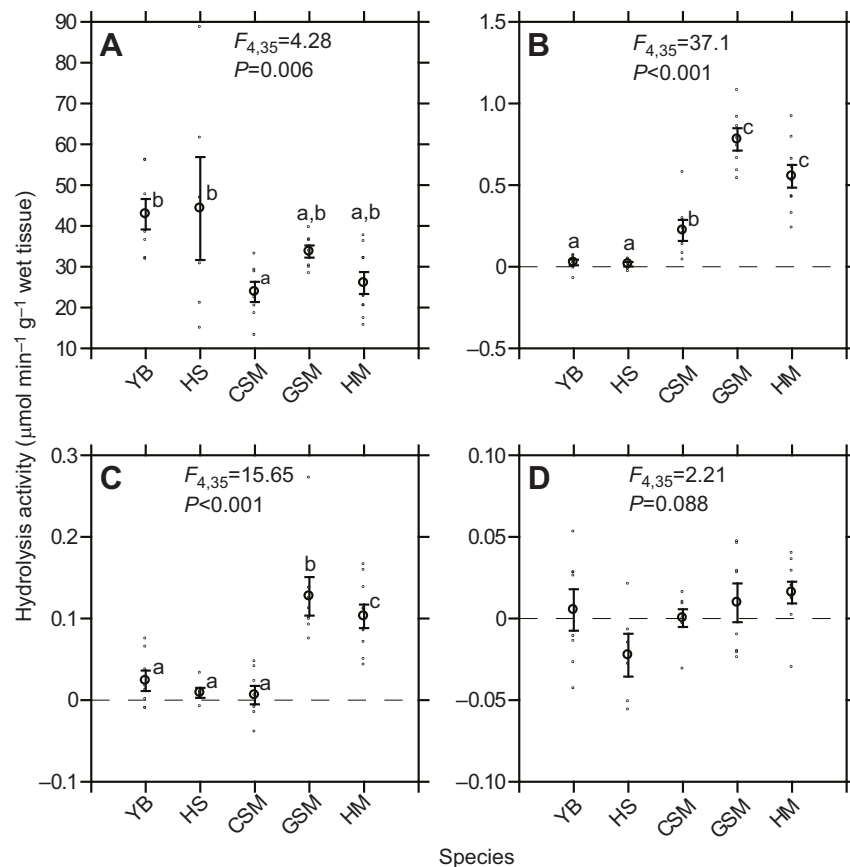 Hydrolysis activity (μmol min⁻¹ g⁻¹ wet tissue)
A
F4,35=4.28
P=0.006
90
80
70
60
50
40
30
20
10
b
b
a
a,b
a,b
YB
HS
CSM
GSM
HM
B
F4,35=37.1
P<0.001
1.5
1.0
0.5
0
–0.5
a
a
b
c
c
YB
HS
CSM
GSM
HM
C
F4,35=15.65
P<0.001
0.3
0.2
0.1
0
–0.1
a
a
a
b
c
YB
HS
CSM
GSM
HM
D
F4,35=2.21
P=0.088
0.10
0.05
0
–0.05
–0.10
YB
HS
CSM
GSM
HM
Species